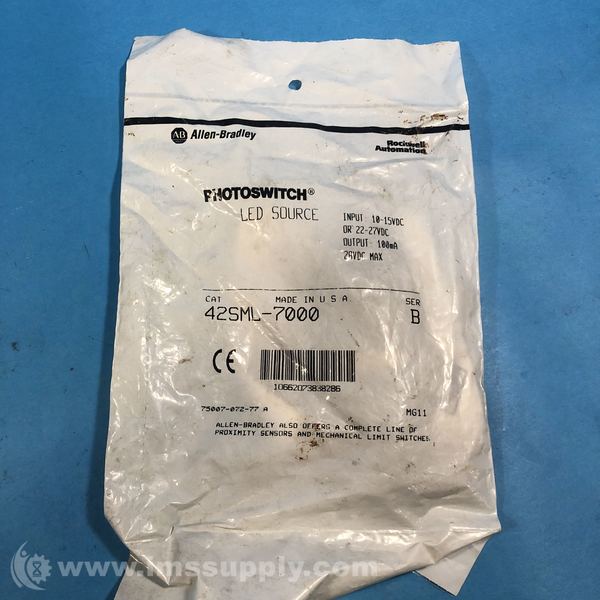 AB Allen-Bradley
Rockwell
Automation
PHOTOSWITCH®
LED SOURCE
INPUT: 10-15VDC
OR 22-27VDC
OUTPUT: 100mA
26VDC MAX
CAT MADE IN U S A SER
42SML-7000 B
CE
10662073838286
75007-072-77 A MG11
ALLEN-BRADLEY ALSO OFFERS A COMPLETE LINE OF
PROXIMITY SENSORS AND MECHANICAL LIMIT SWITCHES
www.imssupply.com